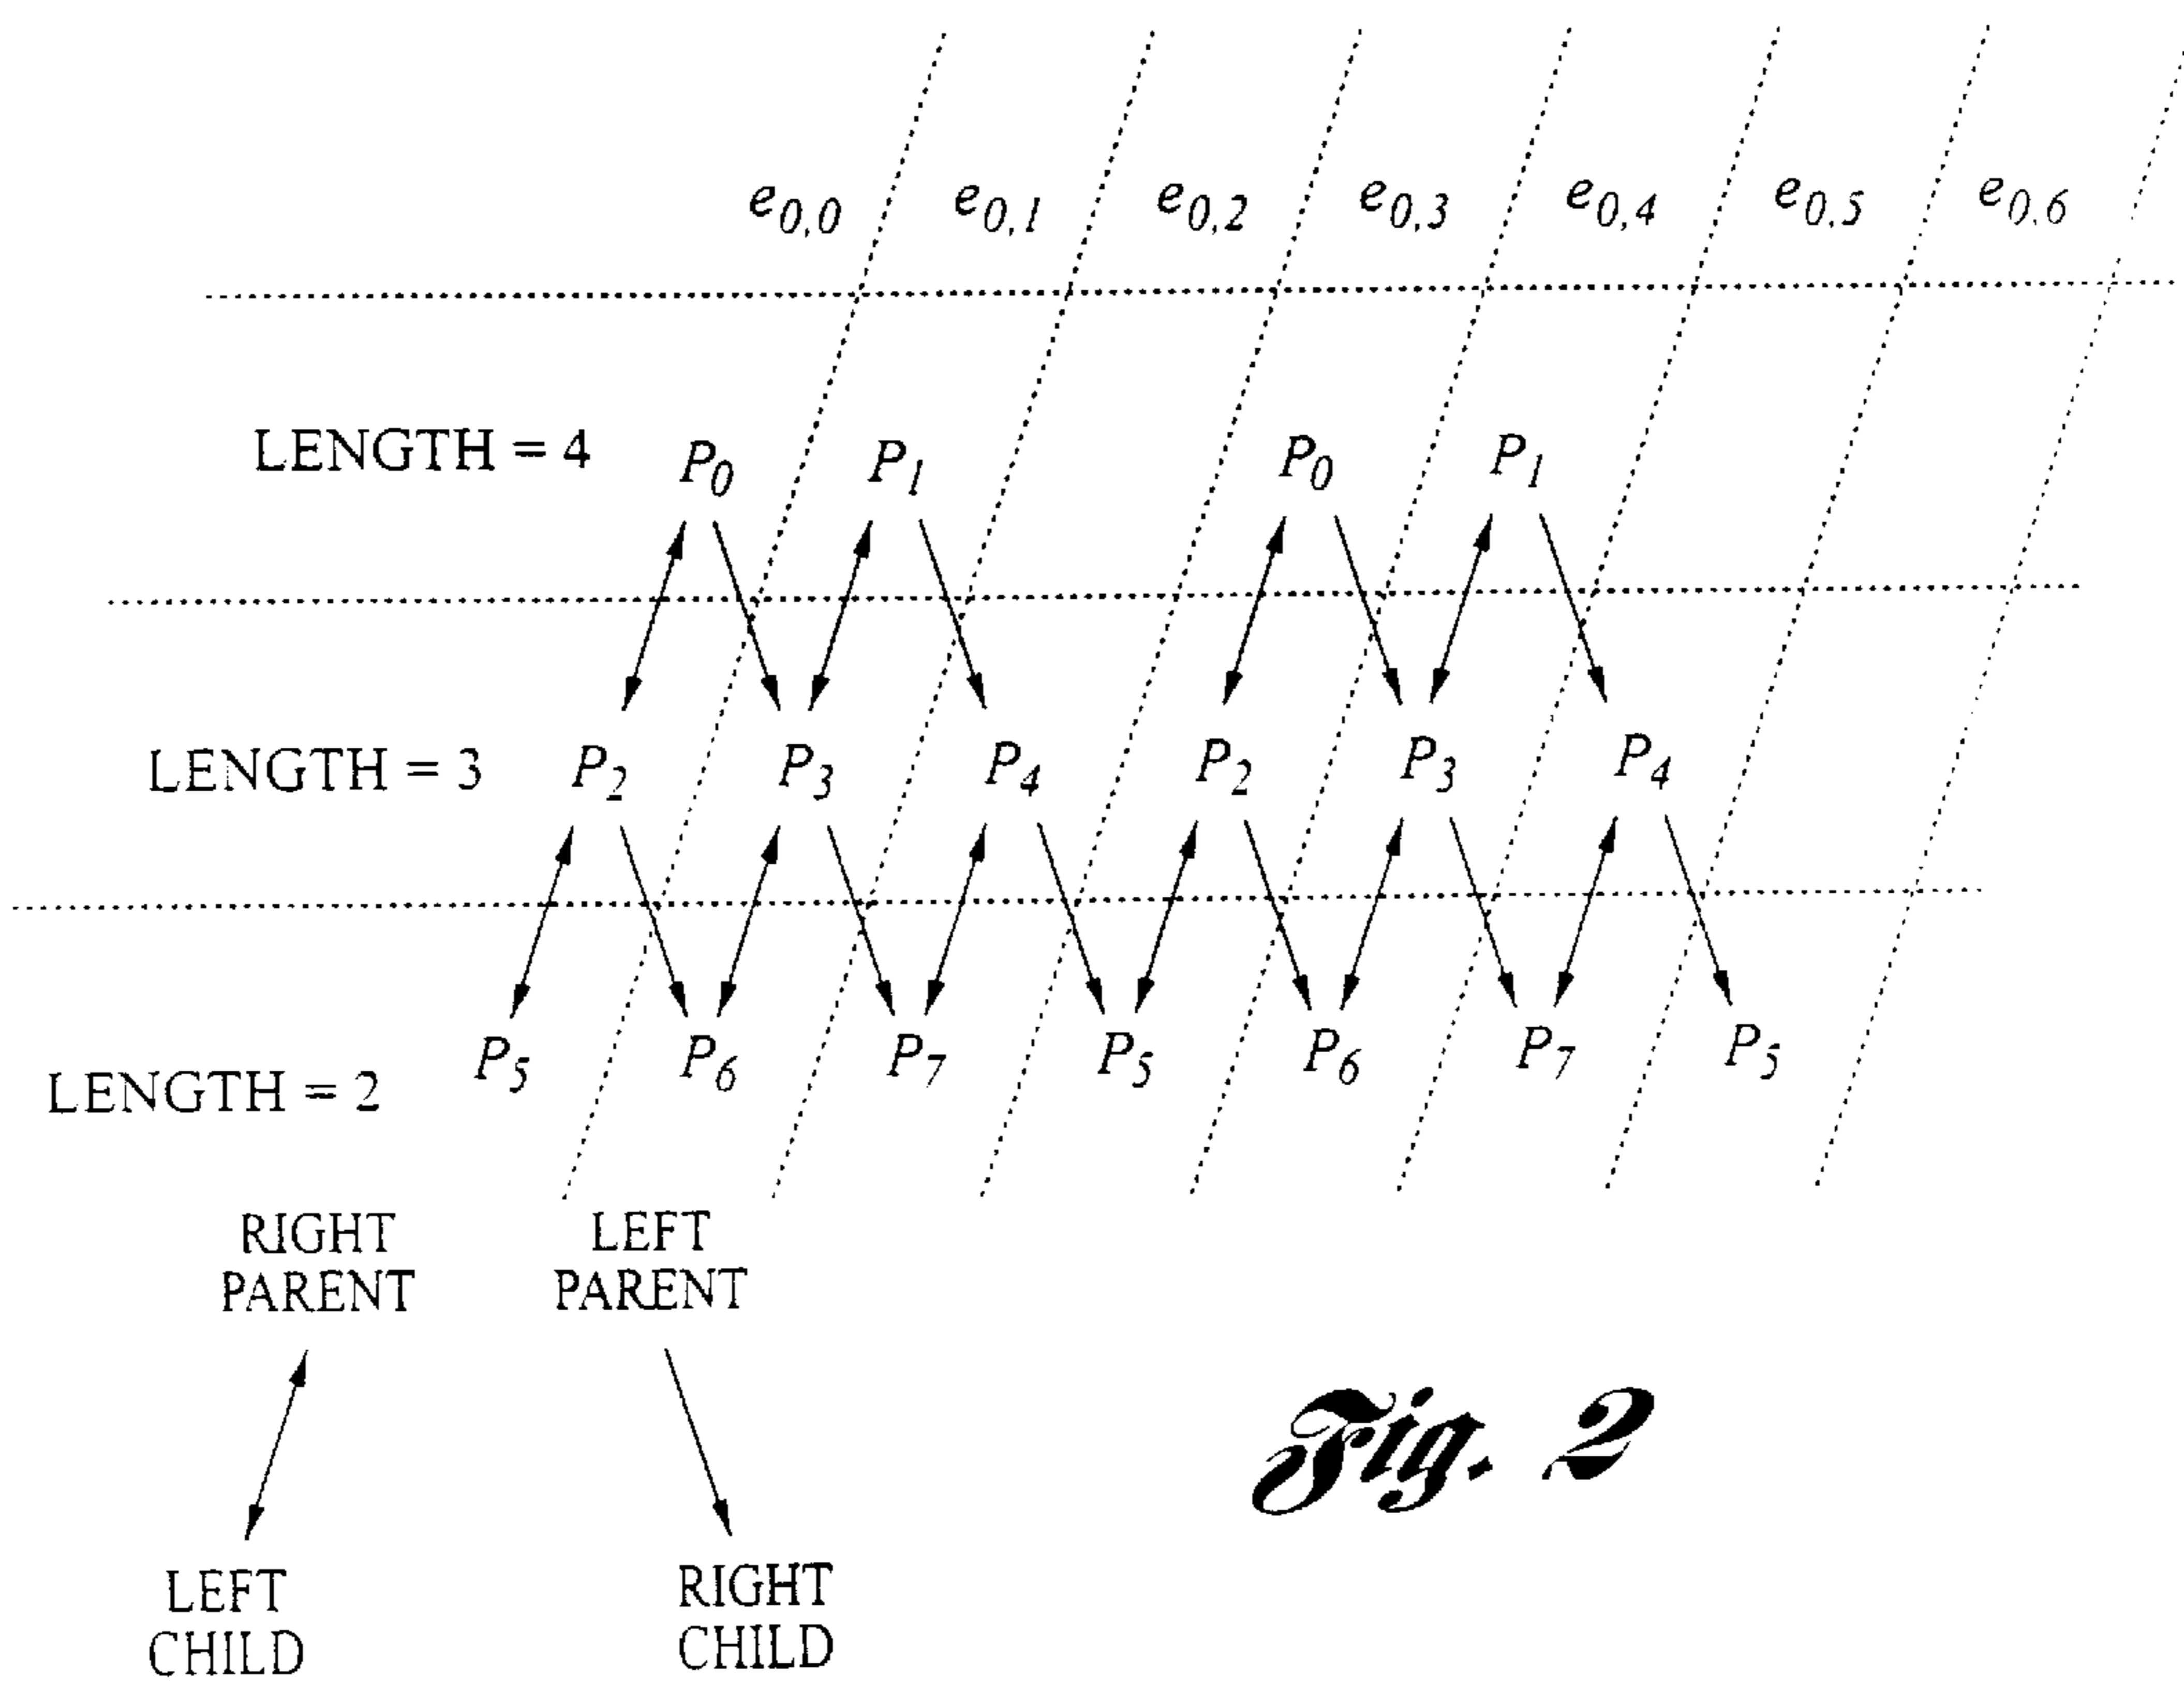 e0,0 e0,1 e0,2 e0,3 e0,4 e0,5 e0,6
LENGTH = 4 P0 P1 P0 P1
LENGTH = 3 P2 P3 P4 P2 P3 P4
P5 P6 P7 P5 P6 P7 P5
LENGTH = 2
RIGHT PARENT
LEFT PARENT
LEFT CHILD
RIGHT CHILD
Fig. 2